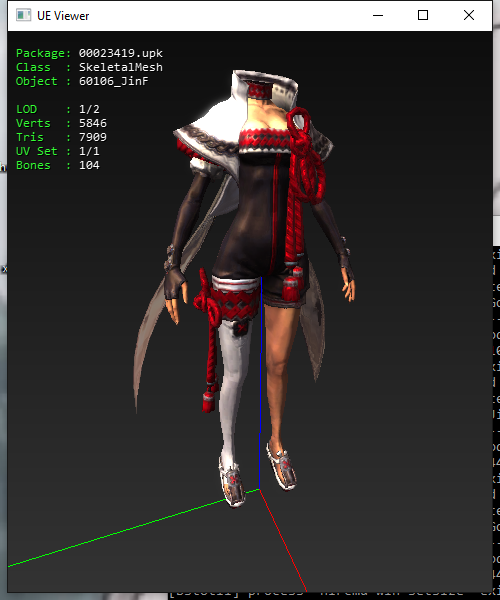 UE Viewer
Package: 00023419.upk
Class : SkeletalMesh
Object : 60106_JinF
LOD : 1/2
Verts : 5846
Tris : 7909
UV Set : 1/1
Bones : 104